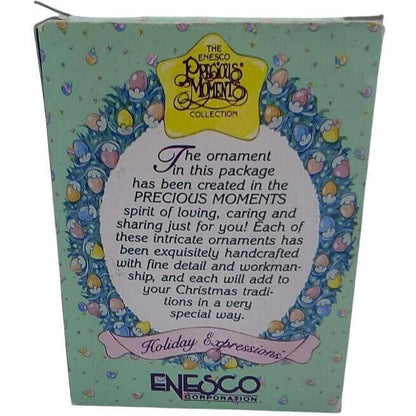 THE
ENESCO
PRECIOUS
MOMENTS
COLLECTION
The ornament
in this package
has been created in the
PRECIOUS MOMENTS
spirit of loving, caring and
sharing just for you! Each of
these intricate ornaments has
been exquisitely handcrafted
with fine detail and workman-
ship, and each will add to
your Christmas tradi-
tions in a very
special way.
Holiday Expressions
ENESCO
CORPORATION